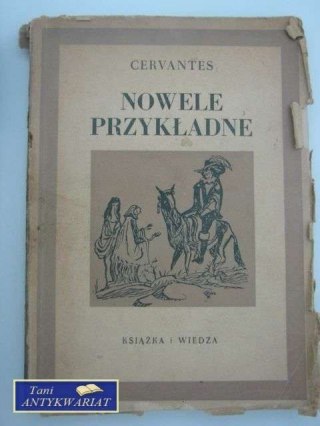 CERVANTES
NOWELE
PRZYKŁADNE
KSIĄŻKA i WIEDZA
Tani
ANTYKWARIAT